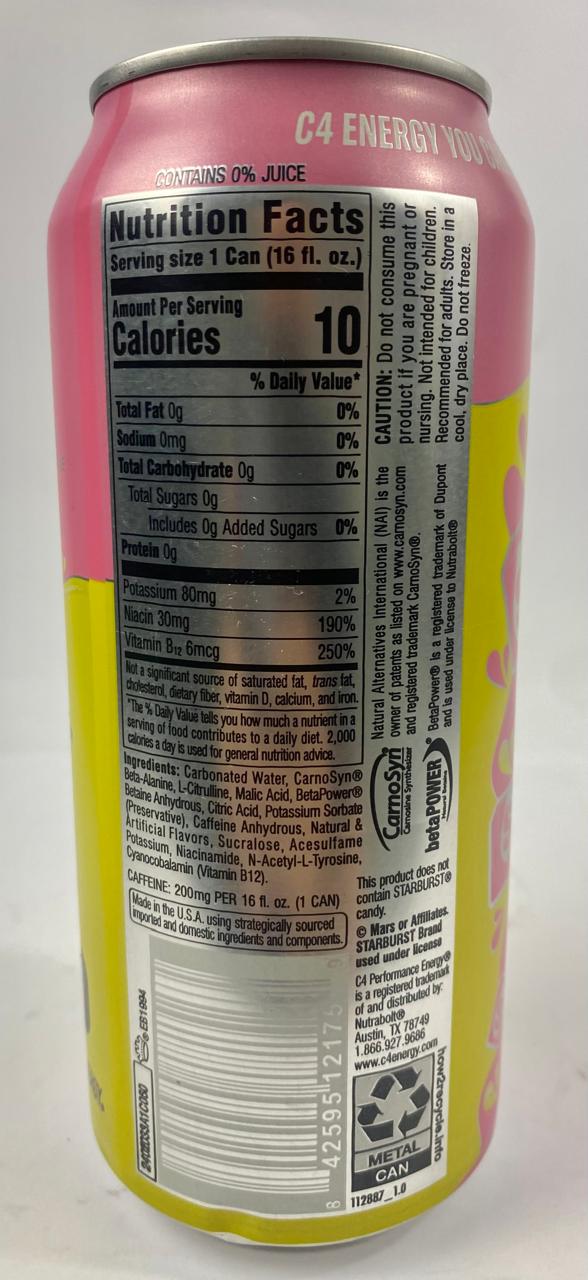 C4 ENERGY YOU
CONTAINS 0% JUICE
Nutrition Facts
Serving size 1 Can (16 fl. oz.)
Amount Per Serving
Calories 10
% Daily Value*
Total Fat 0g 0%
Sodium 0mg 0%
Total Carbohydrate 0g 0%
Total Sugars 0g
Includes 0g Added Sugars 0%
Protein 0g
Potassium 80mg 2%
Niacin 30mg 190%
Vitamin B12 6mcg 250%
Not a significant source of saturated fat, trans fat,
cholesterol, dietary fiber, vitamin D, calcium, and iron.
*The % Daily Value tells you how much a nutrient in a
serving of food contributes to a daily diet. 2,000
calories a day is used for general nutrition advice.
Ingredients: Carbonated Water, CarnoSyn®
Beta-Alanine, L-Citrulline, Malic Acid, BetaPower®
Betaine Anhydrous, Citric Acid, Potassium Sorbate
(Preservative), Caffeine Anhydrous, Natural &
Artificial Flavors, Sucralose, Acesulfame
Potassium, Niacinamide, N-Acetyl-L-Tyrosine,
Cyanocobalamin (Vitamin B12).
CAFFEINE: 200mg PER 16 fl. oz. (1 CAN)
Made in the U.S.A. using strategically sourced
imported and domestic ingredients and components.
CAUTION: Do not consume this
product if you are pregnant or
nursing. Not intended for children.
Recommended for adults. Store in a
cool, dry place. Do not freeze.
CarnoSyn®
Carnosine Synthesizer
Natural Alternatives International (NAI) is the
owner of patents as listed on www.carnosyn.com
and registered trademark CarnoSyn®.
betaPOWER®
Natural Betaine
BetaPower® is a registered trademark of Dupont
and is used under license to Nutrabolt®
This product does not
contain STARBURST®
candy.
© Mars or Affiliates.
STARBURST Brand
used under license
C4 Performance Energy®
is a registered trademark
of and distributed by:
Nutrabolt®
Austin, TX 78749
1.866.927.9686
www.c4energy.com
how2recycle.info
METAL
CAN
112887_1.0
8 42595 12175 9
EB1994